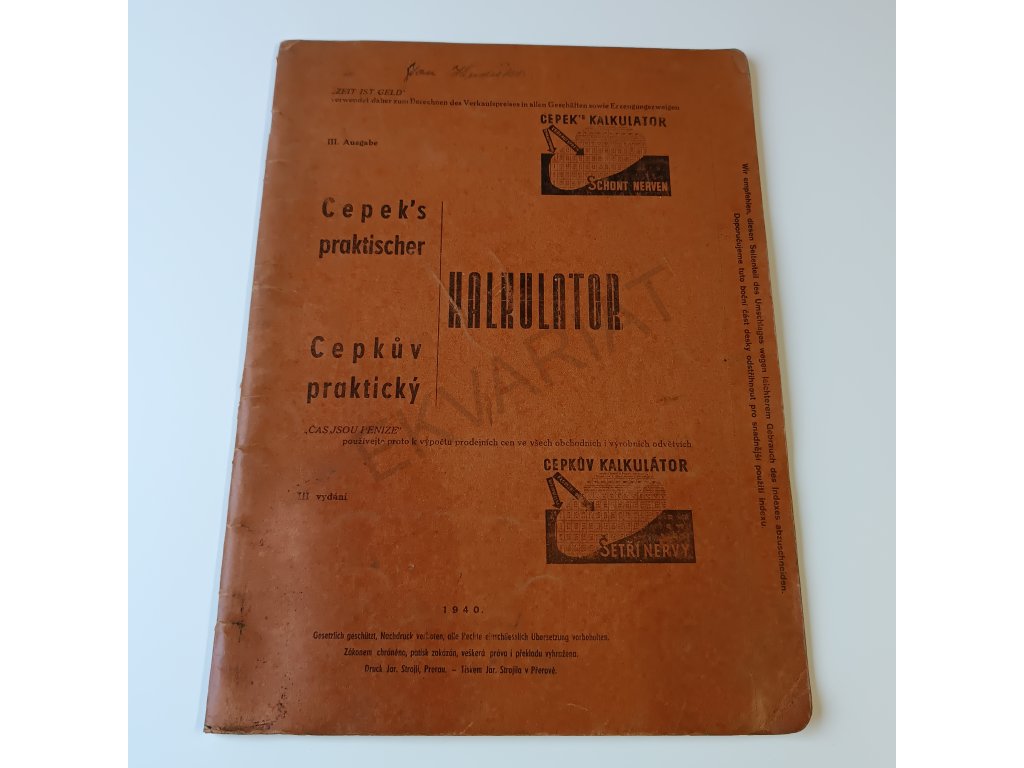 Jan
„ZEIT IST GELD"
verwendet daher zum Berechnen des Verkaufspreises in allen Geschäften sowie Erzeugungszweigen
CEPEK'S KALKULATOR
SCHONT NERVEN
III. Ausgabe
Cepek's
praktischer
KALKULATOR
Cepkův
praktický
„ČAS JSOU PENÍZE"
používejte proto k výpočtu prodejních cen ve všech obchodních i výrobních odvětvích
CEPKŮV KALKULÁTOR
ŠETŘÍ NERVY
III vydání
Wir empfehlen, diesen Seitenteil des Umschlages wegen leichterem Gebrauch des Indexes abzuschneiden.
Doporučujeme tuto boční část desky odstřihnout pro snadnější použití indexu.
1940.
Gesetzlich geschützt, Nachdruck verboten, alle Rechte einschliesslich Übersetzung vorbehalten.
Zákonem chráněno, patisk zakázán, veškerá práva i překladu vyhražena.
Druck Jar. Strojil, Prerau. – Tiskem Jar. Strojila v Přerově.
EKVARIAT